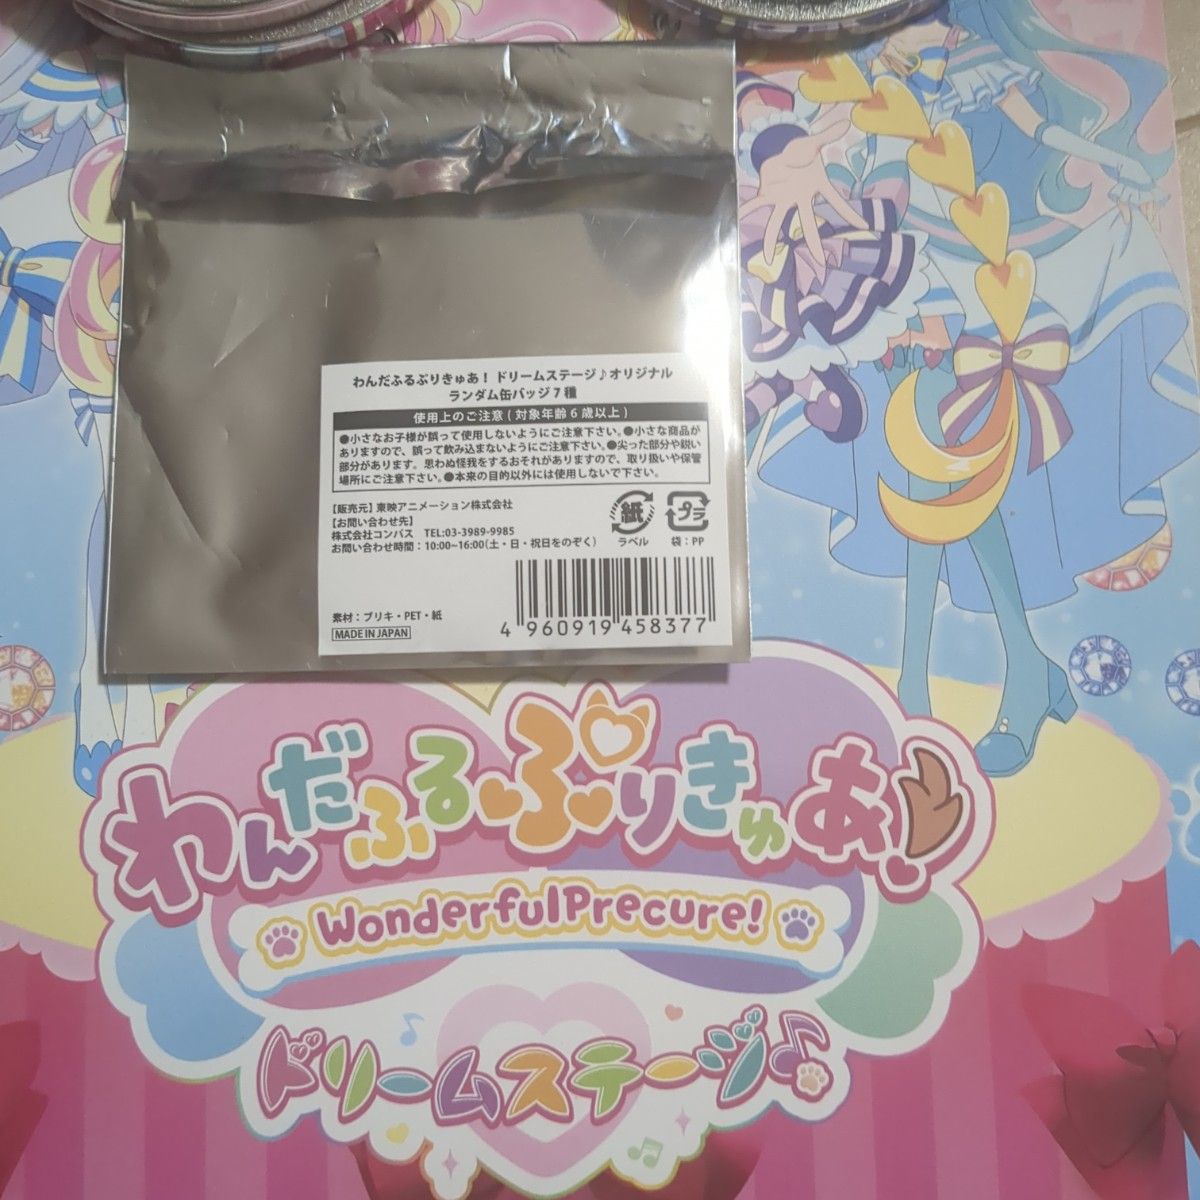 わんだふるぷりきゅあ！ドリームステージ♪オリジナル
ランダム缶バッジ7種
使用上のご注意(対象年齢6歳以上)
●小さなお子様が誤って使用しないようにご注意下さい。●小さな商品が
ありますので、誤って飲み込まないようにご注意下さい。●尖った部分や鋭い
部分があります。思わぬ怪我をするおそれがありますので、取り扱いや保管
場所にご注意下さい。●本来の目的以外には使用しないで下さい。
【販売元】東映アニメーション株式会社
【お問い合わせ先】
株式会社コンバス TEL:03-3989-9985
お問い合わせ時間：10:00~16:00(土・日・祝日をのぞく)
紙
ラベル
プラ
袋：PP
素材：ブリキ・PET・紙
MADE IN JAPAN
4 960919 458377
わんだふるぷりきゅあ！
WonderfulPrecure!
ドリームステージ♪